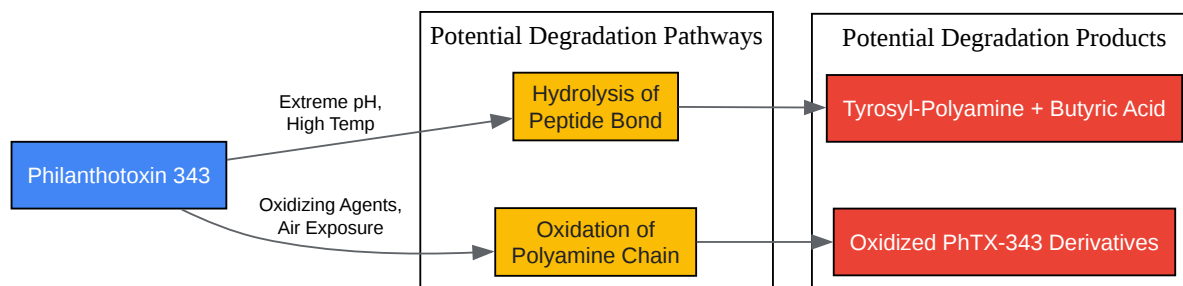 Potential Degradation Pathways
Potential Degradation Products
Philanthotoxin 343
Extreme pH,
High Temp
Hydrolysis of
Peptide Bond
Tyrosyl-Polyamine + Butyric Acid
Oxidizing Agents,
Air Exposure
Oxidation of
Polyamine Chain
Oxidized PhTX-343 Derivatives